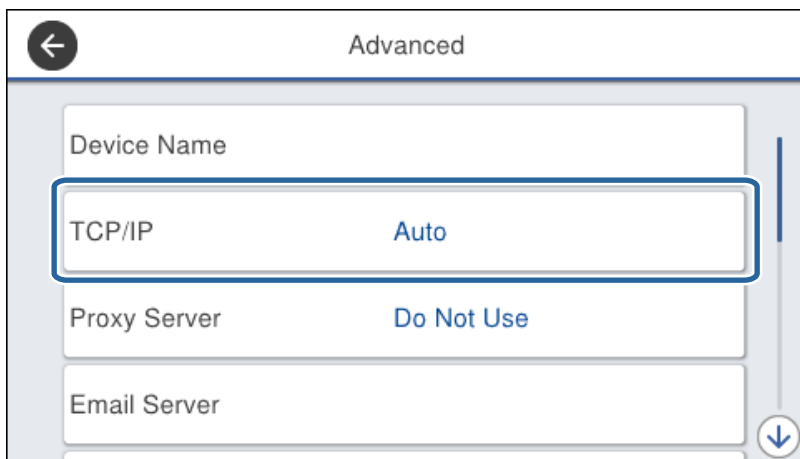 Advanced
Device Name
TCP/IP Auto
Proxy Server Do Not Use
Email Server